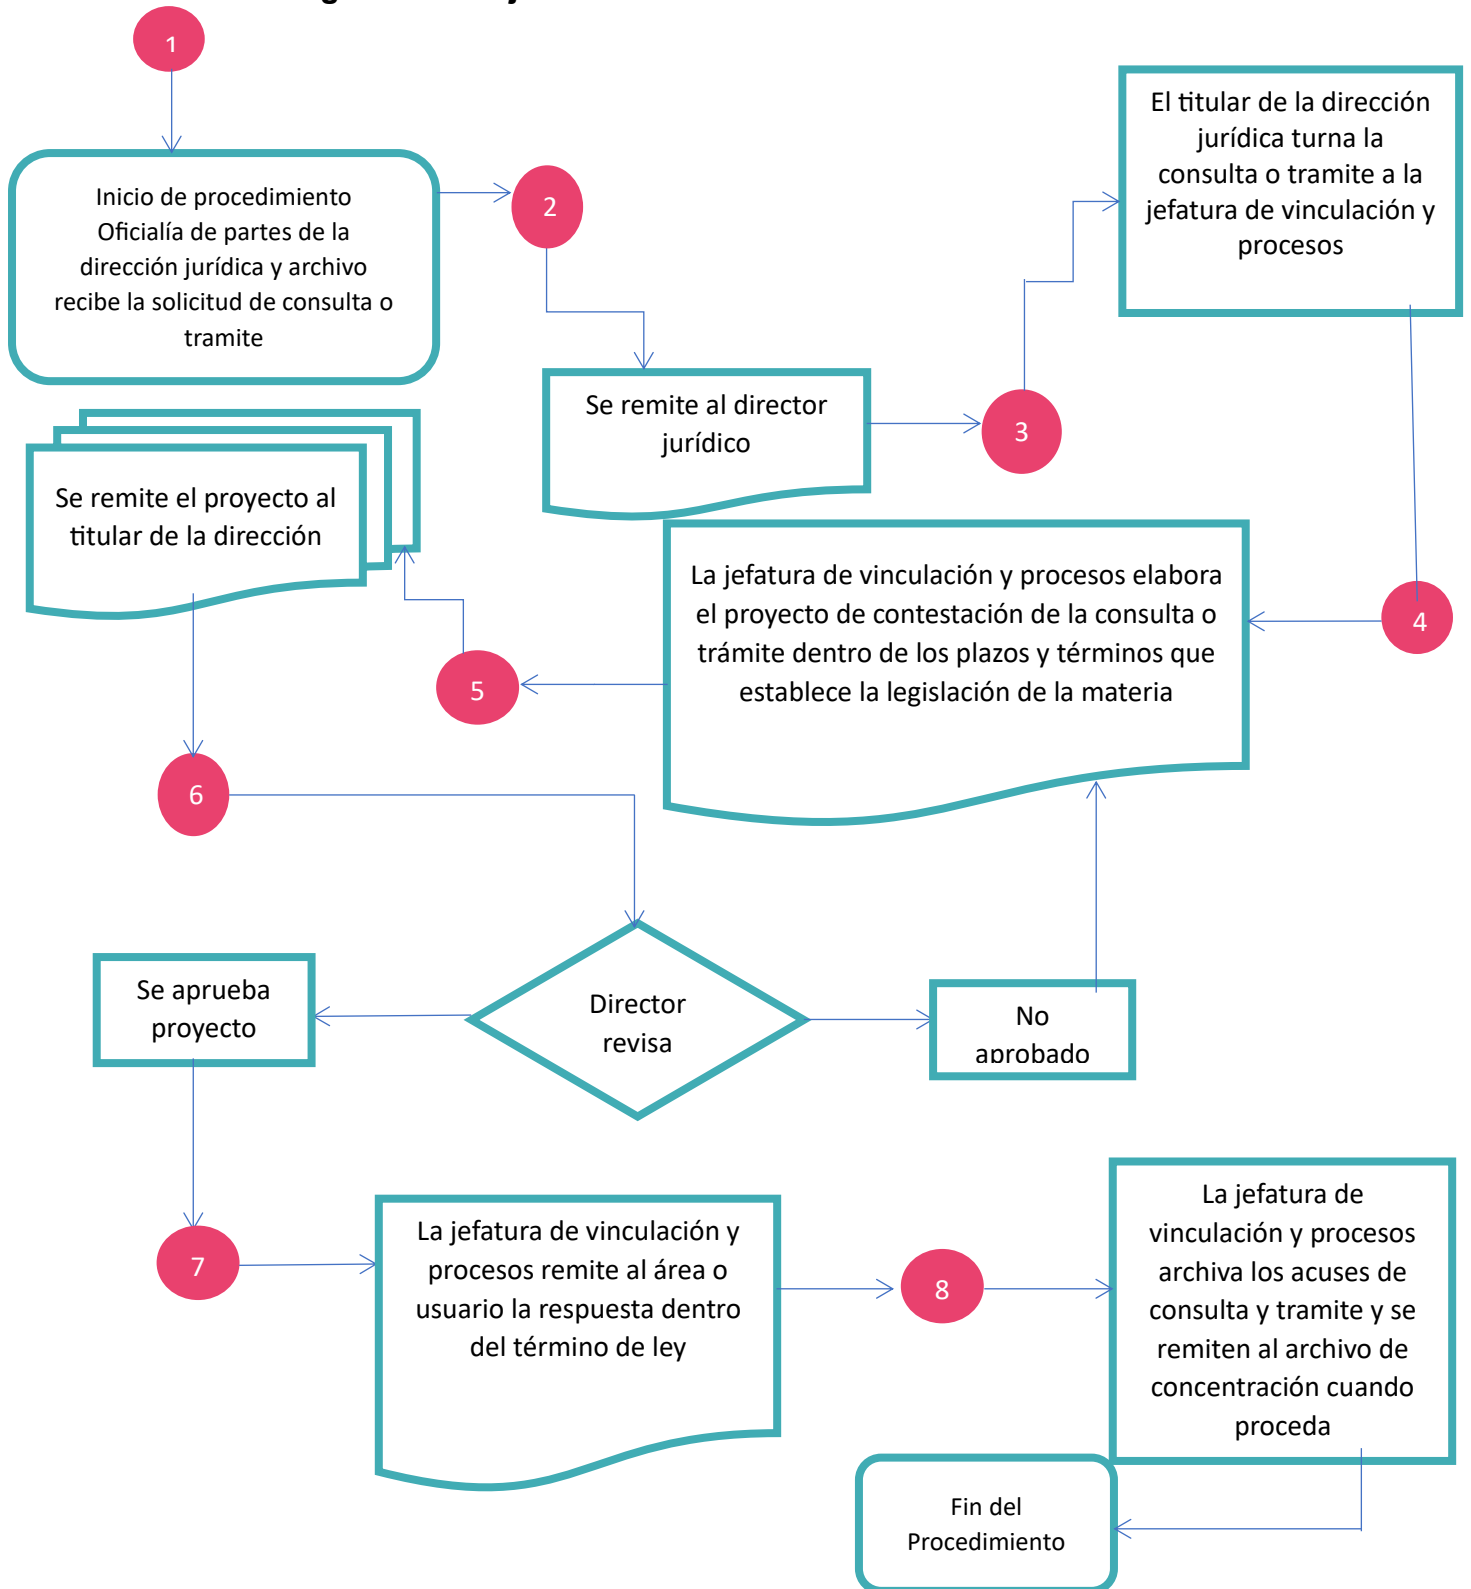 1
Inicio de procedimiento
Oficialía de partes de la
dirección jurídica y archivo
recibe la solicitud de consulta o
tramite
2
Se remite al director
jurídico
3
El titular de la dirección
jurídica turna la
consulta o tramite a la
jefatura de vinculación y
procesos
4
La jefatura de vinculación y procesos elabora
el proyecto de contestación de la consulta o
trámite dentro de los plazos y términos que
establece la legislación de la materia
5
Se remite el proyecto al
titular de la dirección
6
Director
revisa
No
aprobado
Se aprueba
proyecto
7
La jefatura de vinculación y
procesos remite al área o
usuario la respuesta dentro
del término de ley
8
La jefatura de
vinculación y procesos
archiva los acuses de
consulta y tramite y se
remiten al archivo de
concentración cuando
proceda
Fin del
Procedimiento